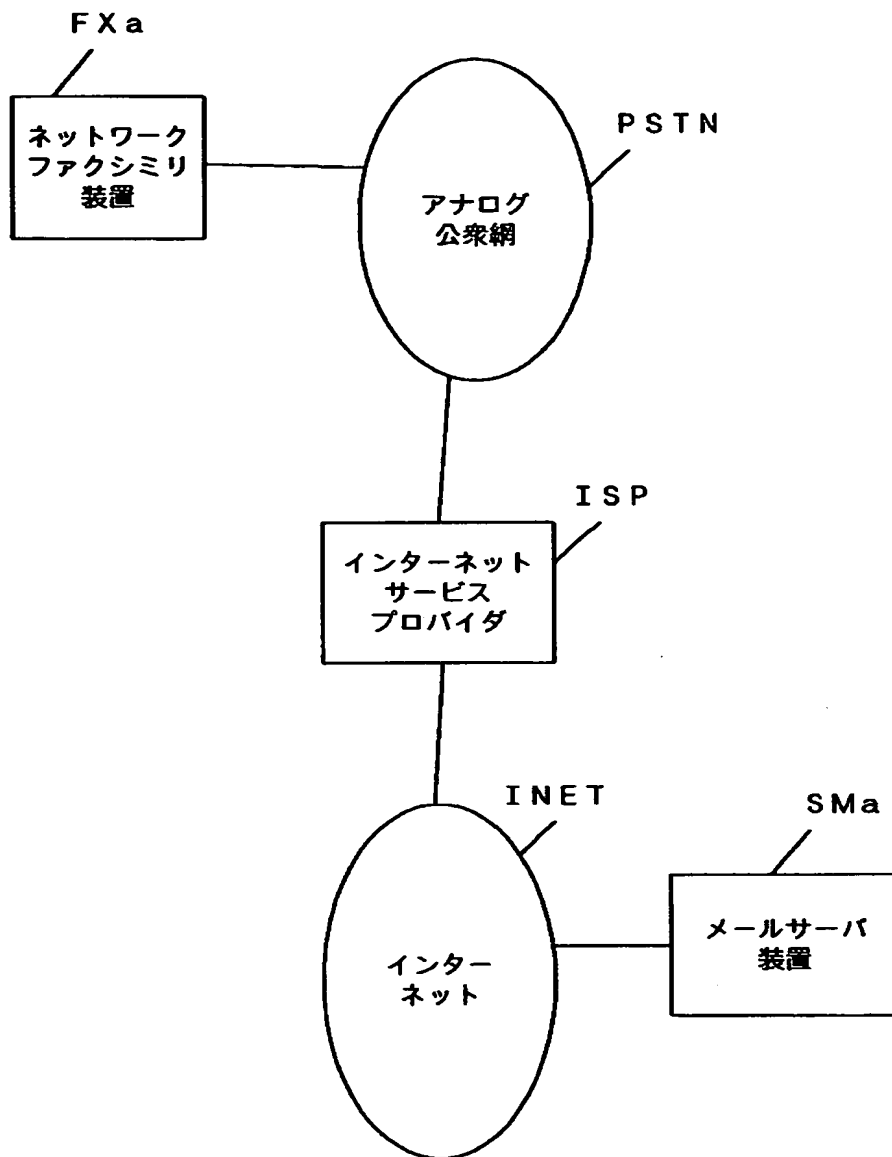 ＦＸａ
ネットワーク
ファクシミリ
装置
ＰＳＴＮ
アナログ
公衆網
ＩＳＰ
インターネット
サービス
プロバイダ
ＩＮＥＴ
インター
ネット
ＳＭａ
メールサーバ
装置